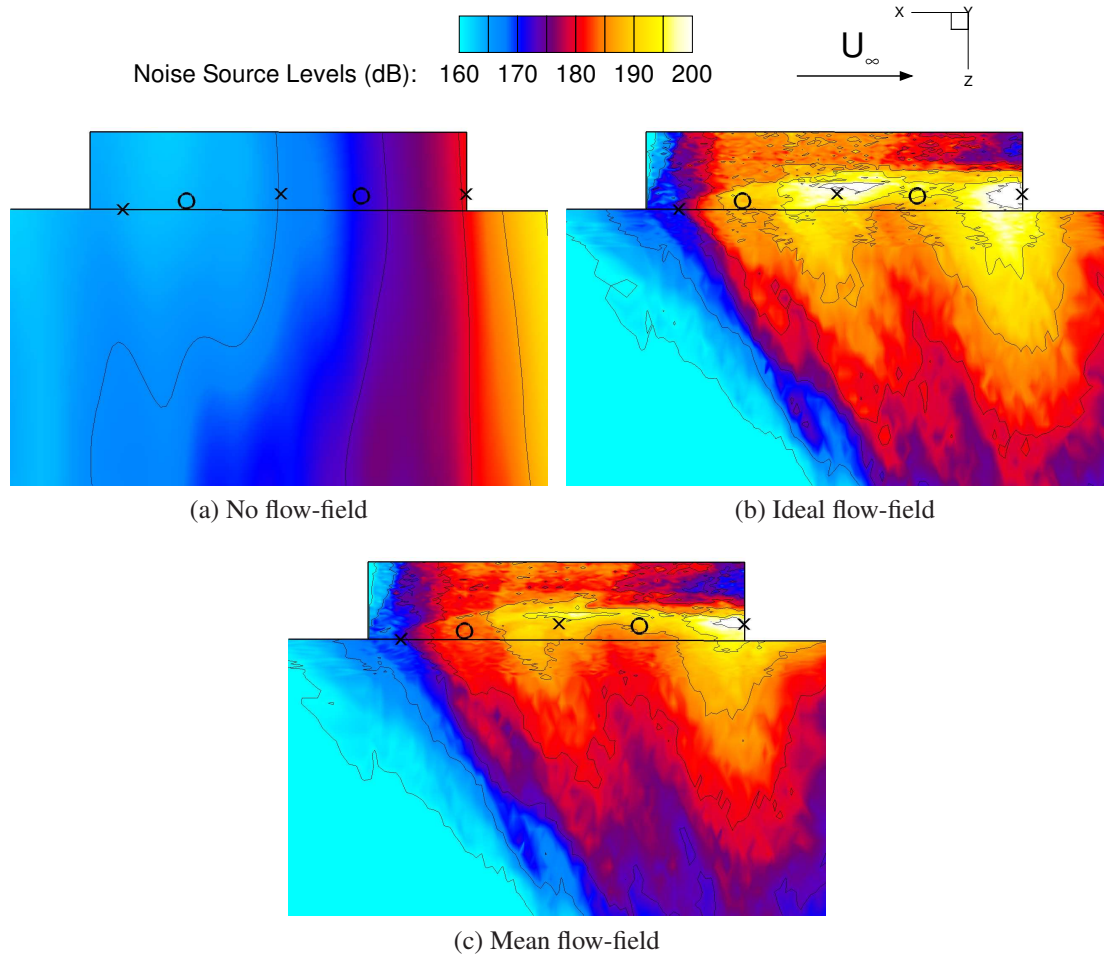 X Y
U∞
Z
Noise Source Levels (dB): 160 170 180 190 200
(a) No flow-field
(b) Ideal flow-field
(c) Mean flow-field